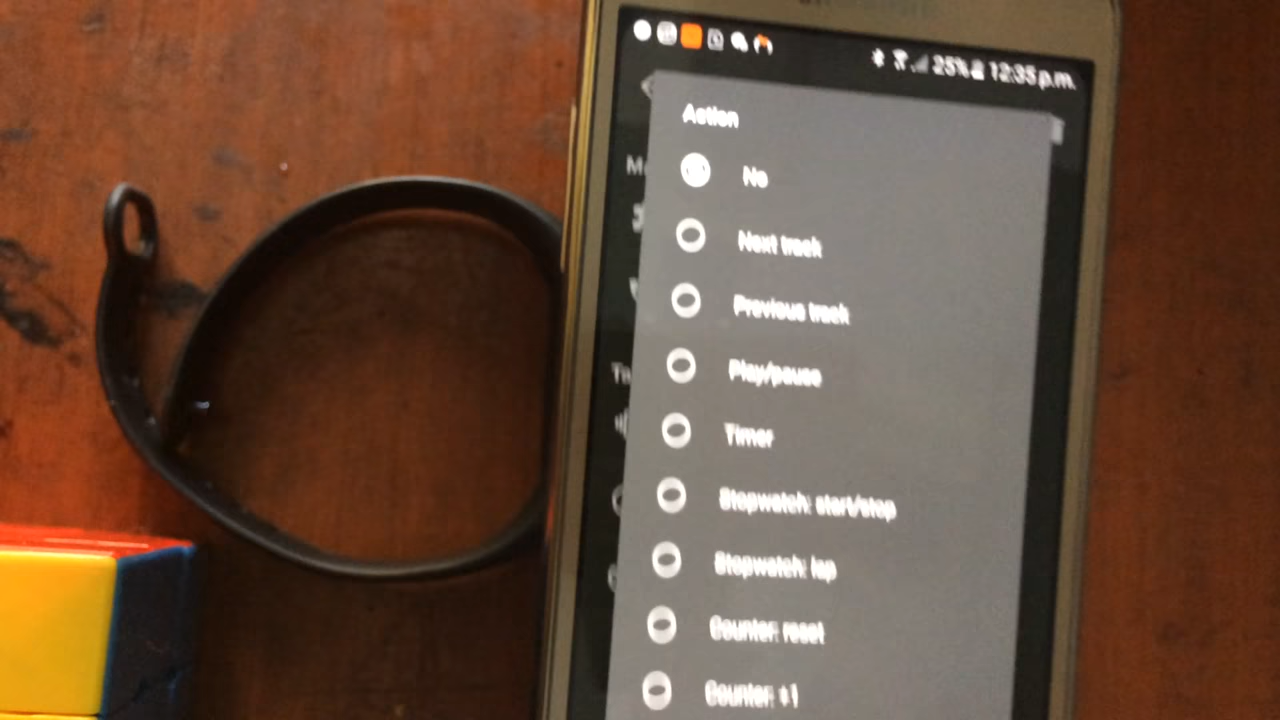 25% 12:35 p.m.
Action
No
Next track
Previous track
Play/pause
Timer
Stopwatch: start/stop
Stopwatch: lap
Counter: reset
Counter: +1